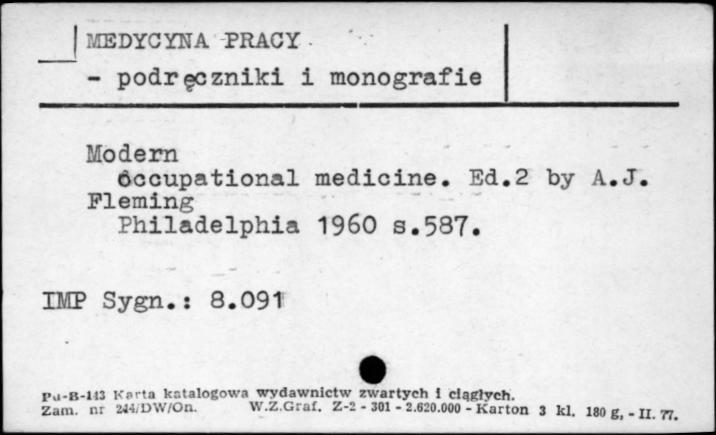 MEDYCYNA PRACY
- podręczniki i monografie
Modern
occupational medicine. Ed.2 by A.J.
Fleming
Philadelphia 1960 s.587.
IMP Sygn.: 8.091
Pu-B-143 Karta katalogowa wydawnictw zwartych i ciągłych.
Zam. nr 244/DW/On. W.Z.Graf. Z-2 - 301 - 2.620.000 - Karton 3 kl. 180 g, - II. 77.